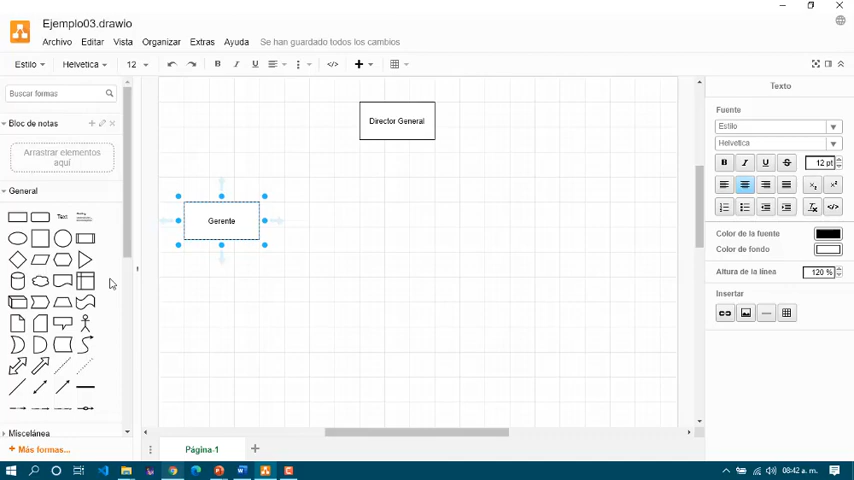 Ejemplo03.drawio
Archivo Editar Vista Organizar Extras Ayuda Se han guardado todos los cambios
Estilo Helvetica 12 B I U </>
Buscar formas
Bloc de notas
Arrastrar elementos
aquí
General
Text
Miscelánea
+ Más formas...
Director General
Gerente
Página-1
Texto
Fuente
Estilo
Helvetica
B I U S 12 pt
Color de la fuente
Color de fondo
Altura de la línea 120 %
Insertar
08:42 a. m.